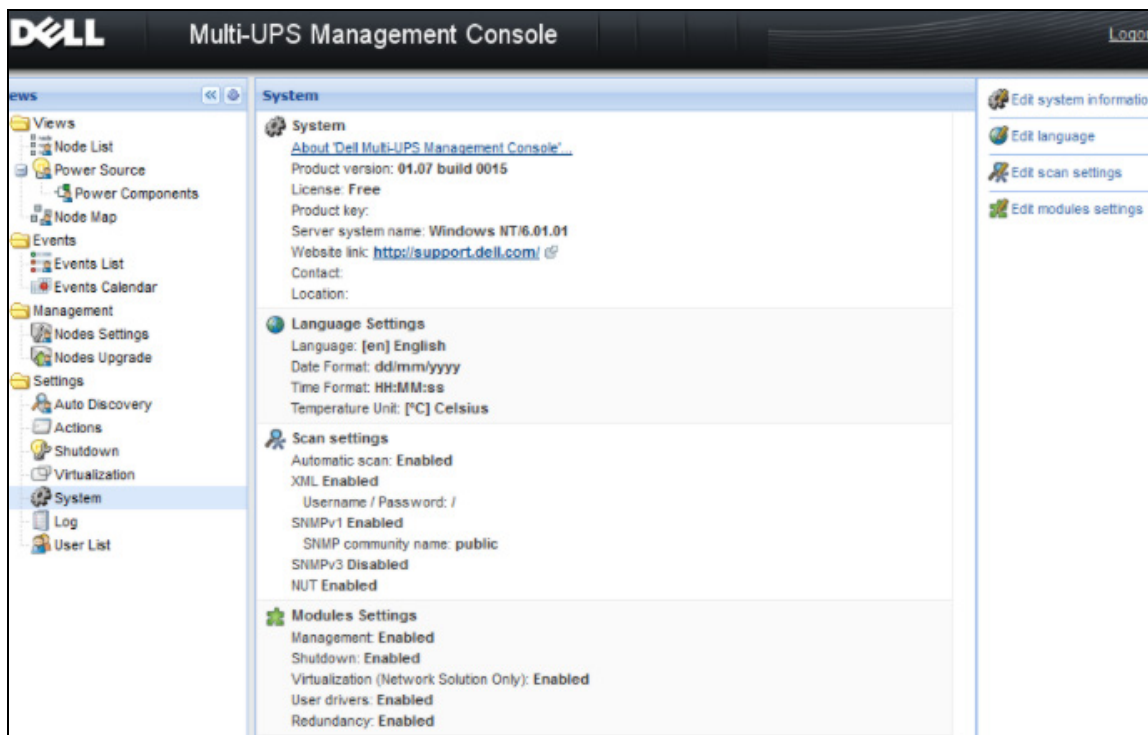 DELL Multi-UPS Management Console Logou
ews
Views
Node List
Power Source
Power Components
Node Map
Events
Events List
Events Calendar
Management
Nodes Settings
Nodes Upgrade
Settings
Auto Discovery
Actions
Shutdown
Virtualization
System
Log
User List
System
System
About 'Dell Multi-UPS Management Console'...
Product version: 01.07 build 0015
License: Free
Product key:
Server system name: Windows NT/6.01.01
Website link: http://support.dell.com/
Contact:
Location:
Language Settings
Language: [en] English
Date Format: dd/mm/yyyy
Time Format: HH:MM:ss
Temperature Unit: [°C] Celsius
Scan settings
Automatic scan: Enabled
XML Enabled
Username / Password: /
SNMPv1 Enabled
SNMP community name: public
SNMPv3 Disabled
NUT Enabled
Modules Settings
Management: Enabled
Shutdown: Enabled
Virtualization (Network Solution Only): Enabled
User drivers: Enabled
Redundancy: Enabled
Edit system informatio
Edit language
Edit scan settings
Edit modules settings